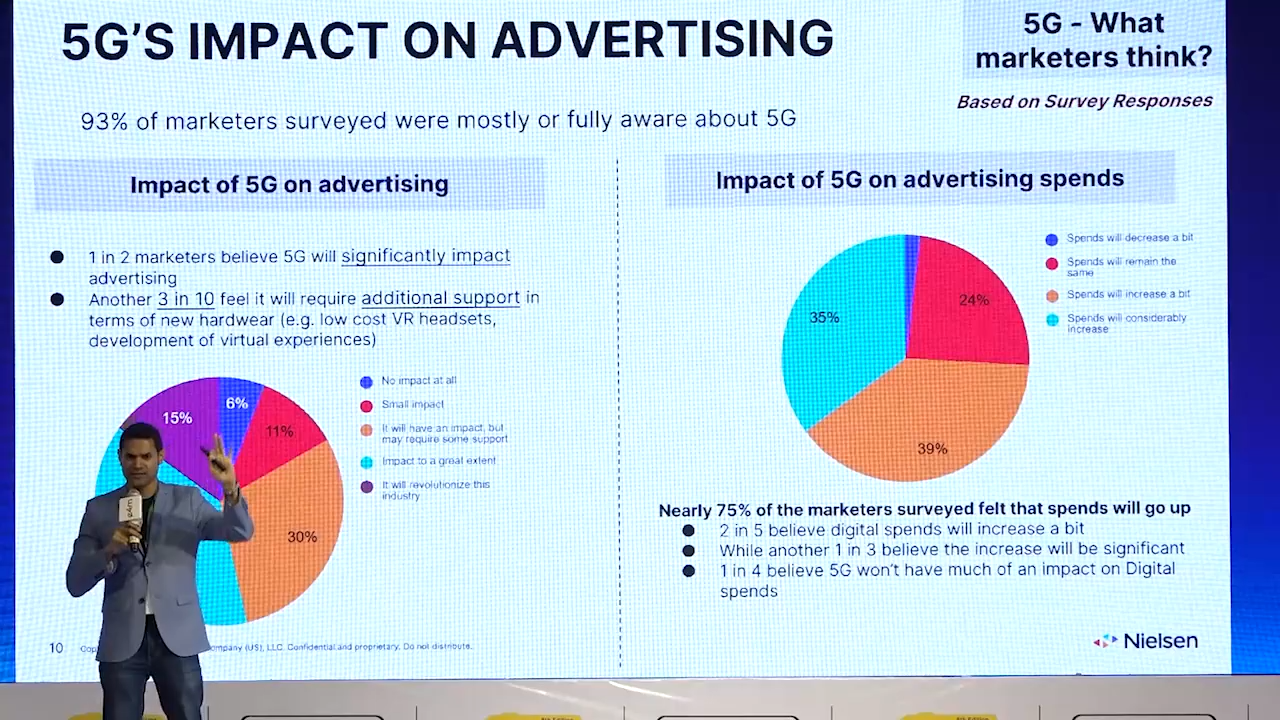 5G'S IMPACT ON ADVERTISING
5G - What
marketers think?
Based on Survey Responses
93% of marketers surveyed were mostly or fully aware about 5G
Impact of 5G on advertising
1 in 2 marketers believe 5G will significantly impact
advertising
Another 3 in 10 feel it will require additional support in
terms of new hardwear (e.g. low cost VR headsets,
development of virtual experiences)
15%
6%
11%
30%
No impact at all
Small impact
It will have an impact, but
may require some support
Impact to a great extent
It will revolutionize this
industry
Impact of 5G on advertising spends
35%
24%
39%
Spends will decrease a bit
Spends will remain the
same
Spends will increase a bit
Spends will considerably
increase
Nearly 75% of the marketers surveyed felt that spends will go up
2 in 5 believe digital spends will increase a bit
While another 1 in 3 believe the increase will be significant
1 in 4 believe 5G won't have much of an impact on Digital
spends
10
(US), LLC. Confidential and proprietary. Do not distribute.
Nielsen
e4m